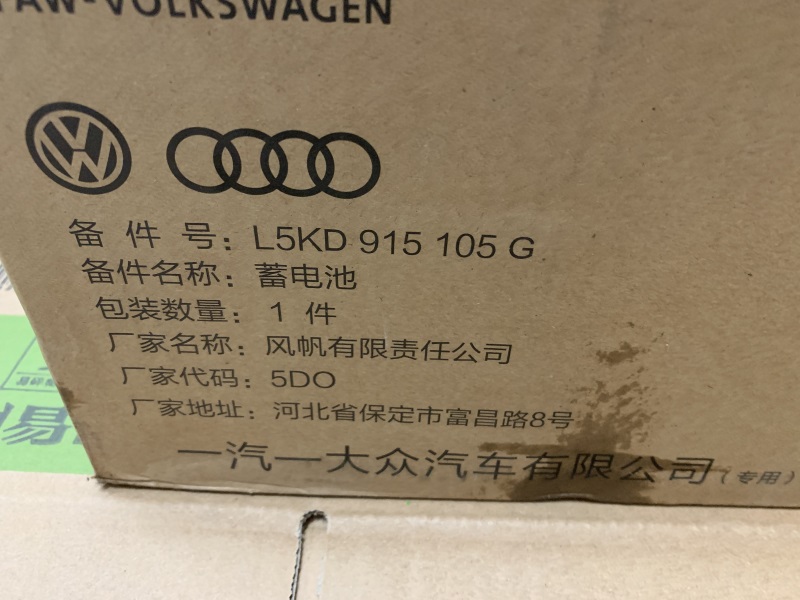 FAW-VOLKSWAGEN
备件号：L5KD 915 105 G
备件名称：蓄电池
包装数量：1 件
厂家名称：风帆有限责任公司
厂家代码：5DO
厂家地址：河北省保定市富昌路8号
一汽一大众汽车有限公司（专用）
易